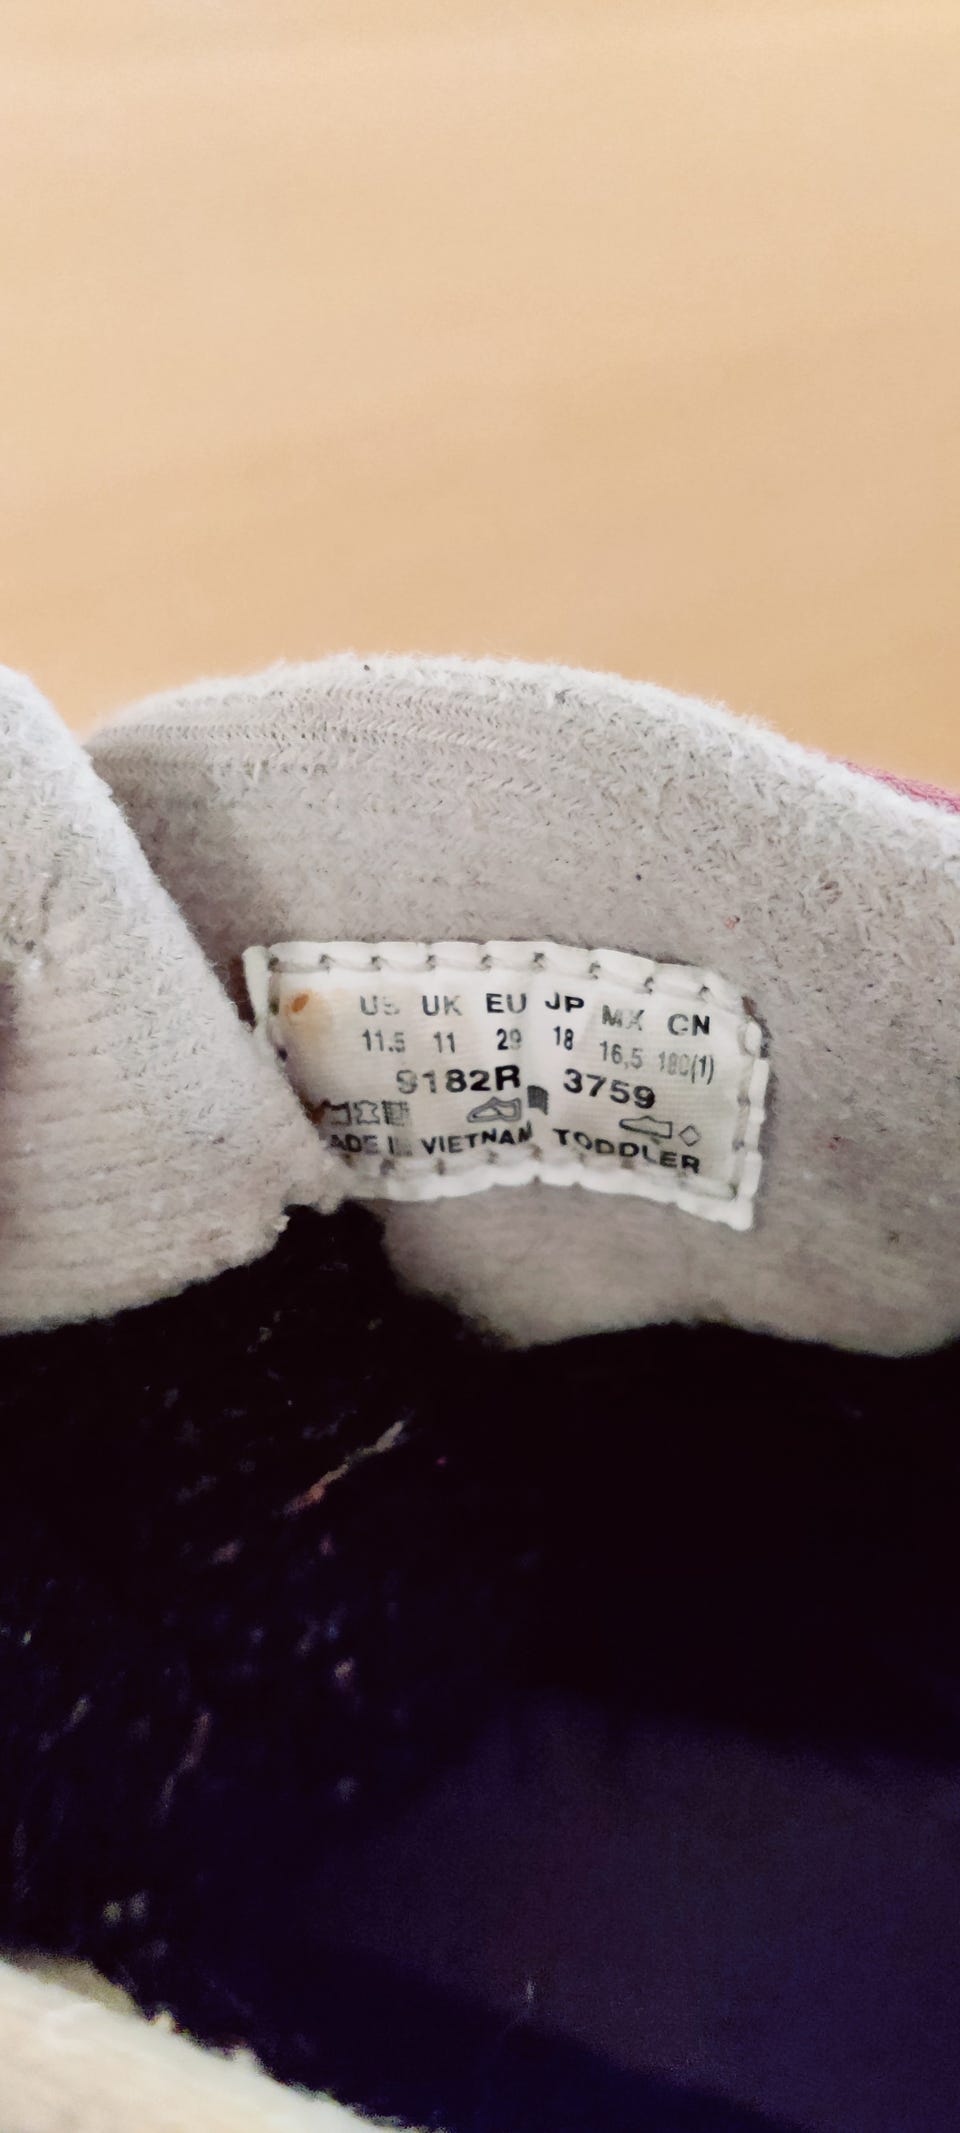 US UK EU JP MX CN
11.5 11 29 18 16,5 180(1)
9182R 3759
VIETNAM TODDLER